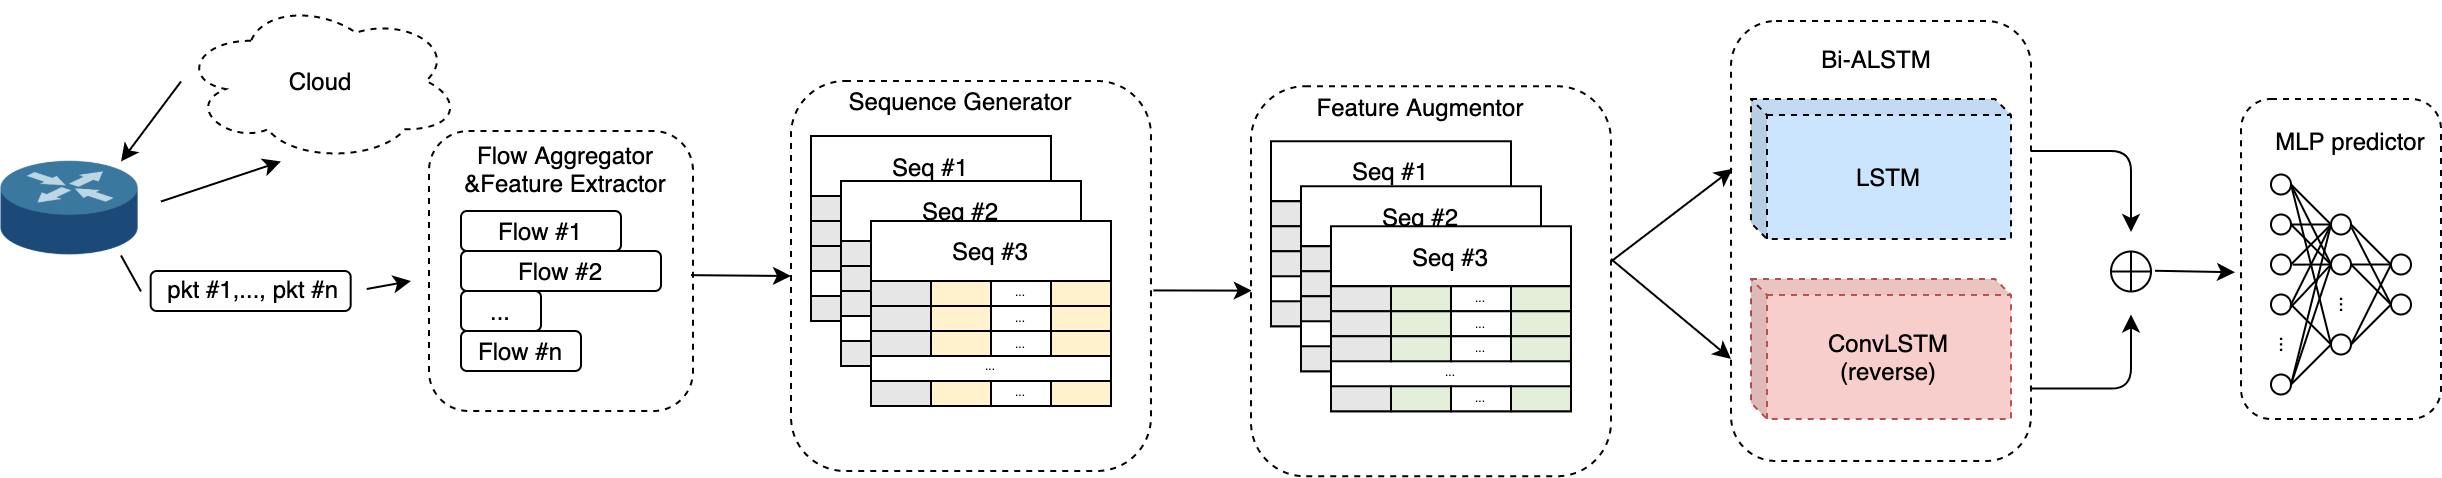 Cloud
pkt #1,..., pkt #n
Flow Aggregator
&Feature Extractor
Flow #1
Flow #2
...
Flow #n
Sequence Generator
Seq #1
Seq #2
Seq #3
...
...
...
...
...
Feature Augmentor
Seq #1
Seq #2
Seq #3
...
...
...
...
...
Bi-ALSTM
LSTM
ConvLSTM
(reverse)
MLP predictor
...
...